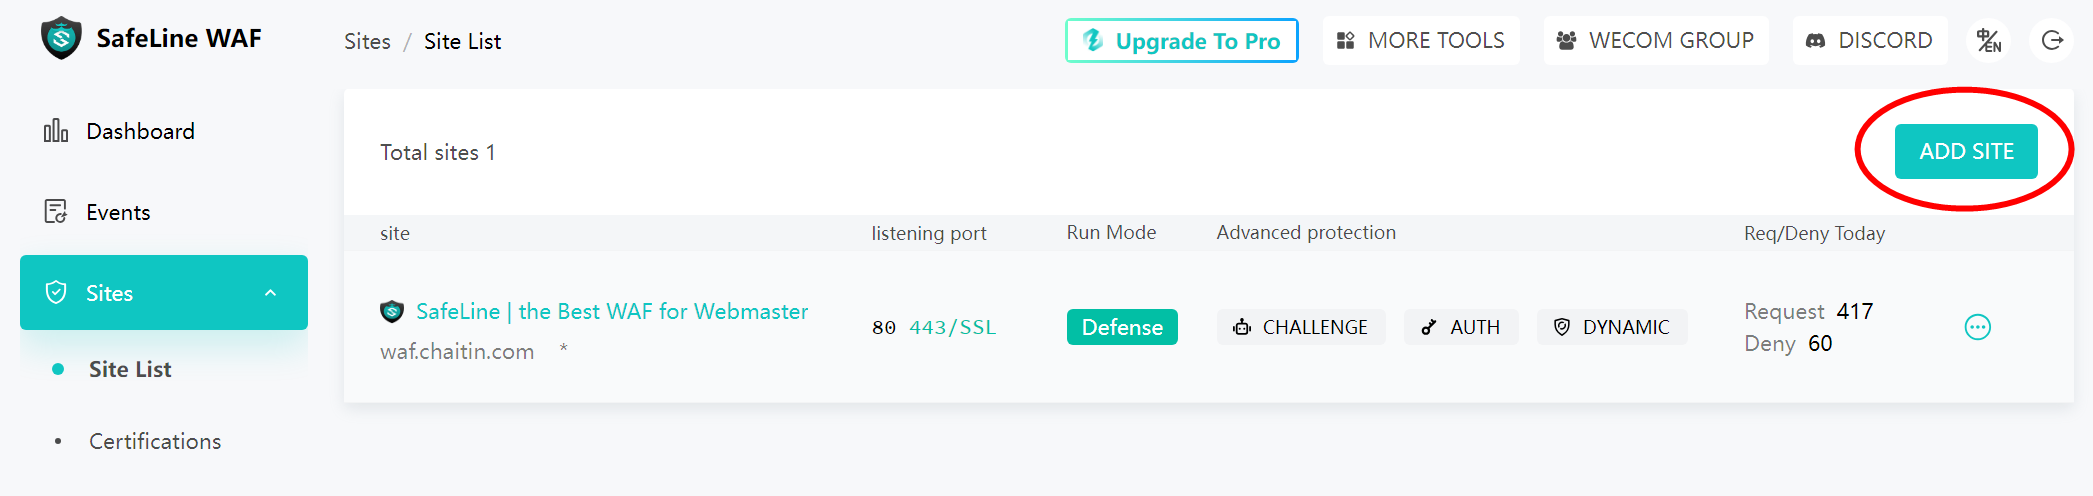 SafeLine WAF
Sites / Site List
Upgrade To Pro
MORE TOOLS
WECOM GROUP
DISCORD
中/EN
Dashboard
Events
Sites
Site List
Certifications
Total sites 1
ADD SITE
site listening port Run Mode Advanced protection Req/Deny Today
SafeLine | the Best WAF for Webmaster
waf.chaitin.com *
80 443/SSL
Defense
CHALLENGE
AUTH
DYNAMIC
Request 417
Deny 60